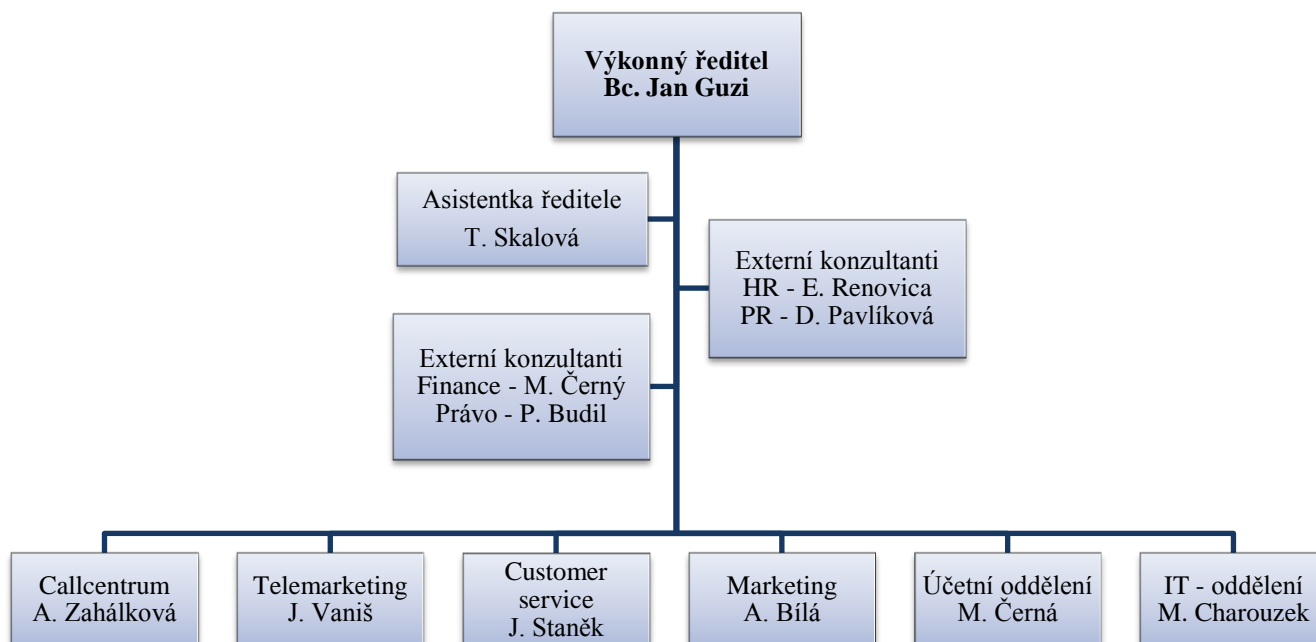 Výkonný ředitel
Bc. Jan Guzi
Asistentka ředitele
T. Skalová
Externí konzultanti
HR - E. Renovica
PR - D. Pavlíková
Externí konzultanti
Finance - M. Černý
Právo - P. Budil
Callcentrum
A. Zahálková
Telemarketing
J. Vaniš
Customer
service
J. Staněk
Marketing
A. Bílá
Účetní oddělení
M. Černá
IT - oddělení
M. Charouzek